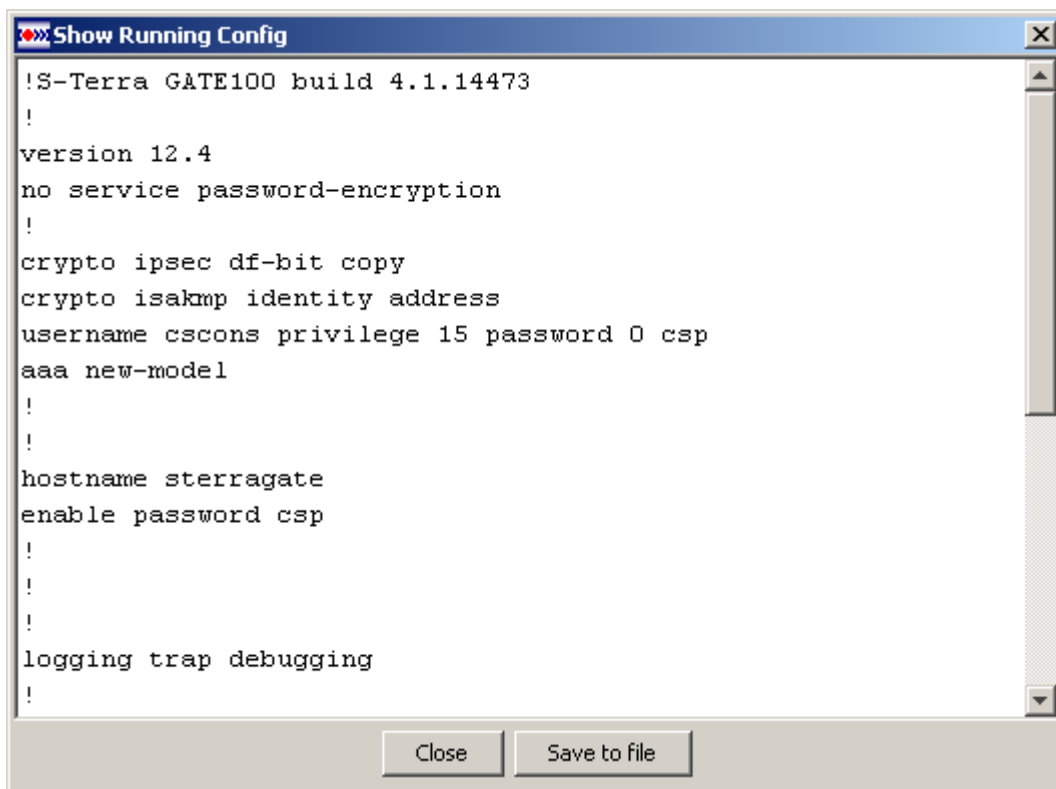 Show Running Config
!S-Terra GATE100 build 4.1.14473
!
version 12.4
no service password-encryption
!
crypto ipsec df-bit copy
crypto isakmp identity address
username cscons privilege 15 password 0 csp
aaa new-model
!
!
hostname sterragate
enable password csp
!
!
!
logging trap debugging
!
Close
Save to file